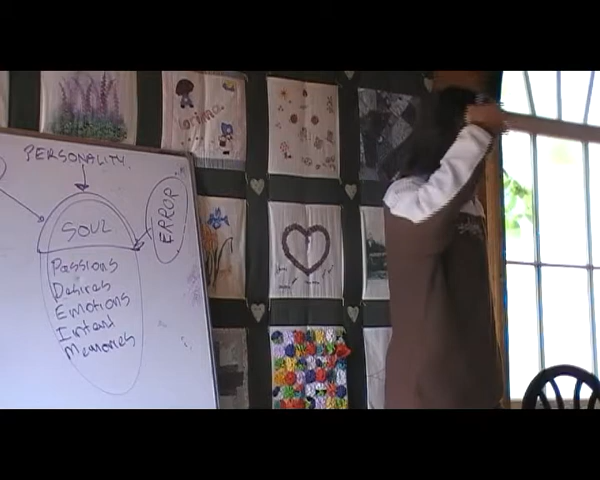 PERSONALITY
SOUL
ERROR
Passions
Desires
Emotions
Intent
Memories